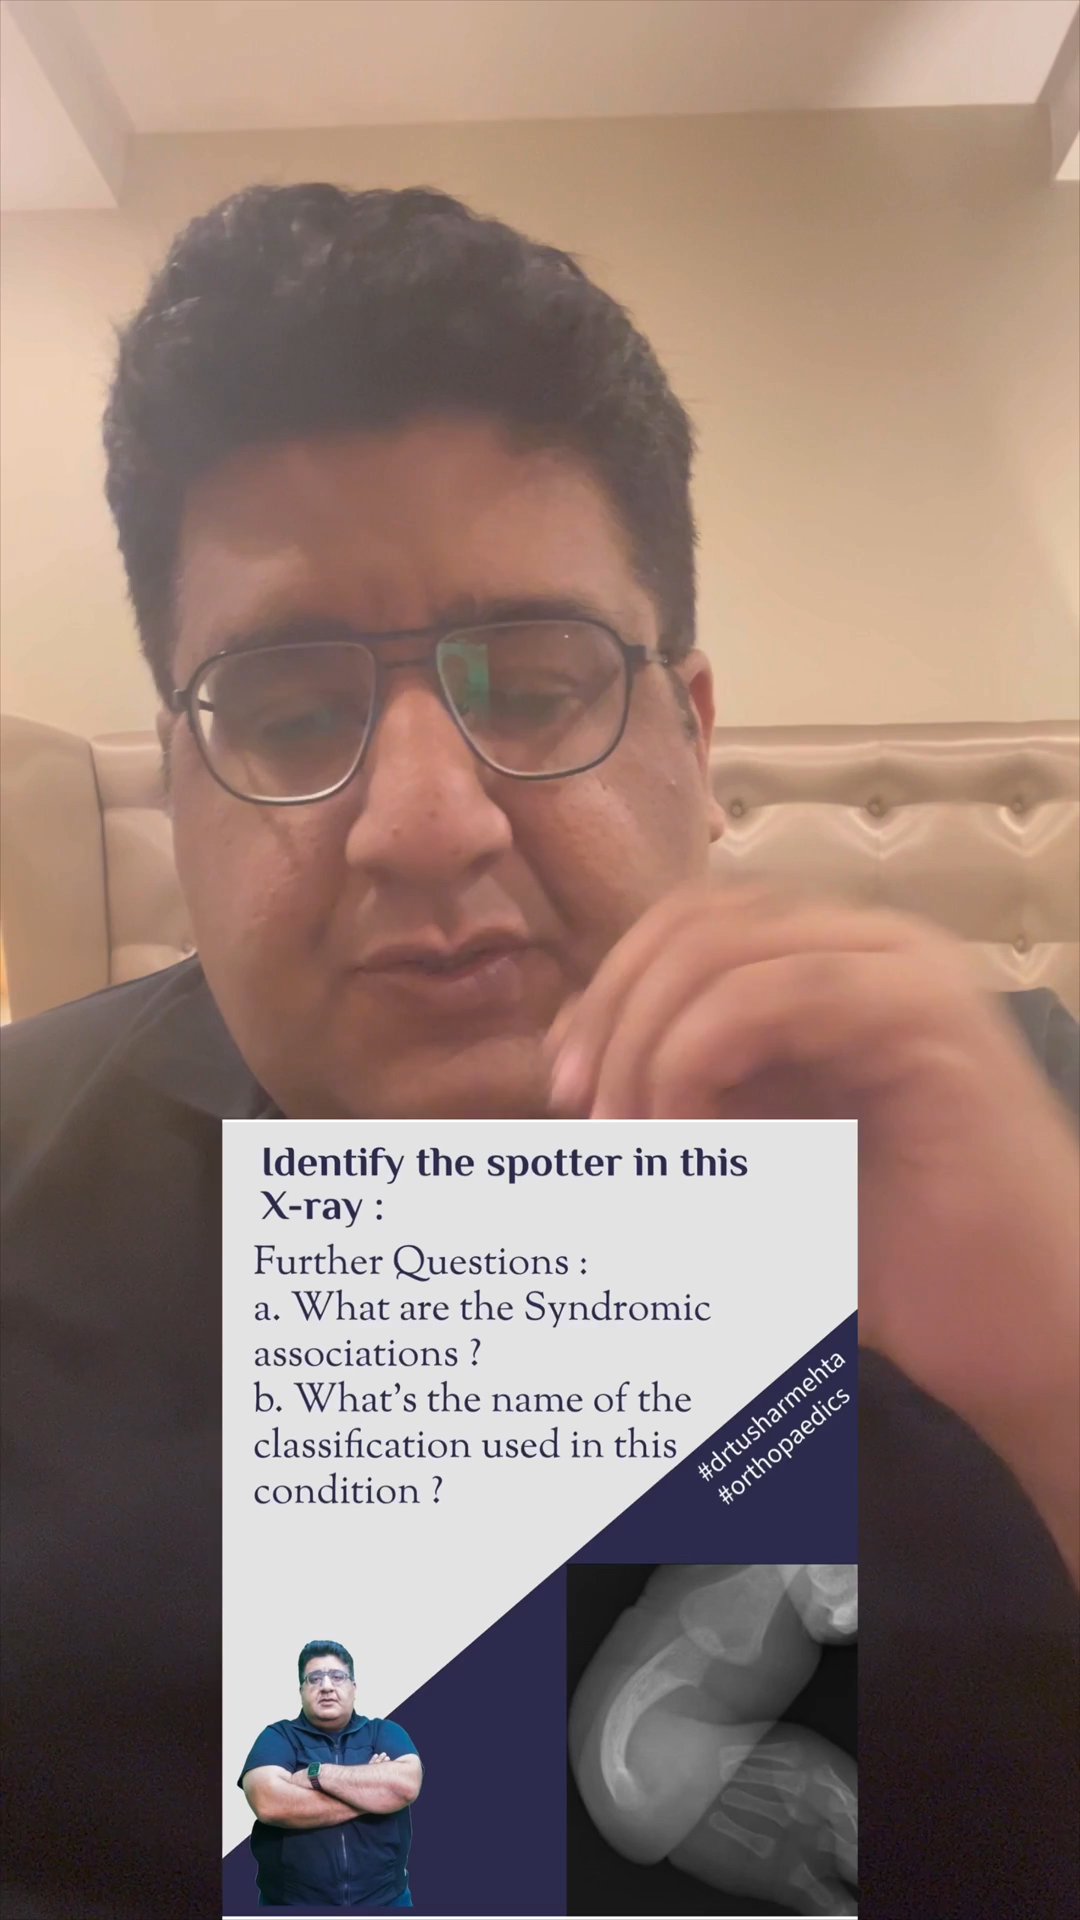 Identify the spotter in this
X-ray :
Further Questions :
a. What are the Syndromic
associations ?
b. What's the name of the
classification used in this
condition ?
#drtusharmehta
#orthopaedics